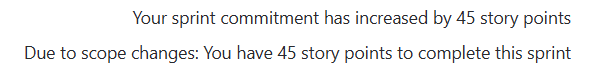 Your sprint commitment has increased by 45 story points
Due to scope changes: You have 45 story points to complete this sprint